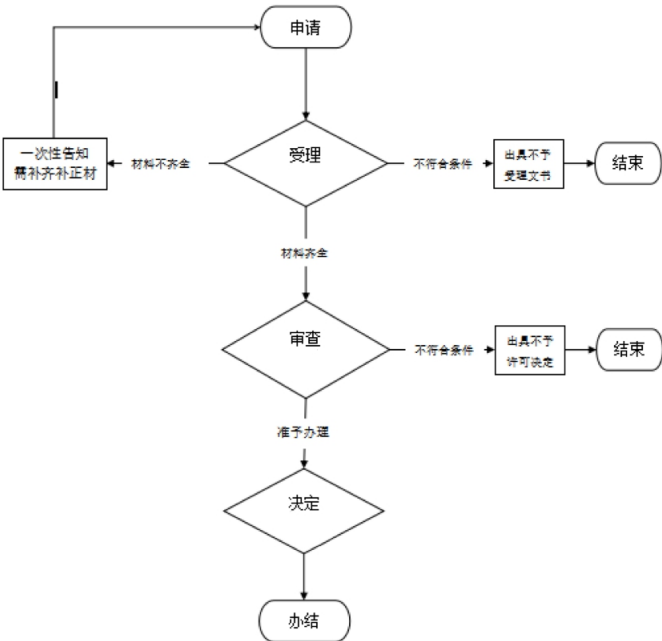 申请
一次性告知
需补齐补正材
材料不齐全
受理
不符合条件
出具不予
受理文书
结束
材料齐全
审查
不符合条件
出具不予
许可决定
结束
准予办理
决定
办结